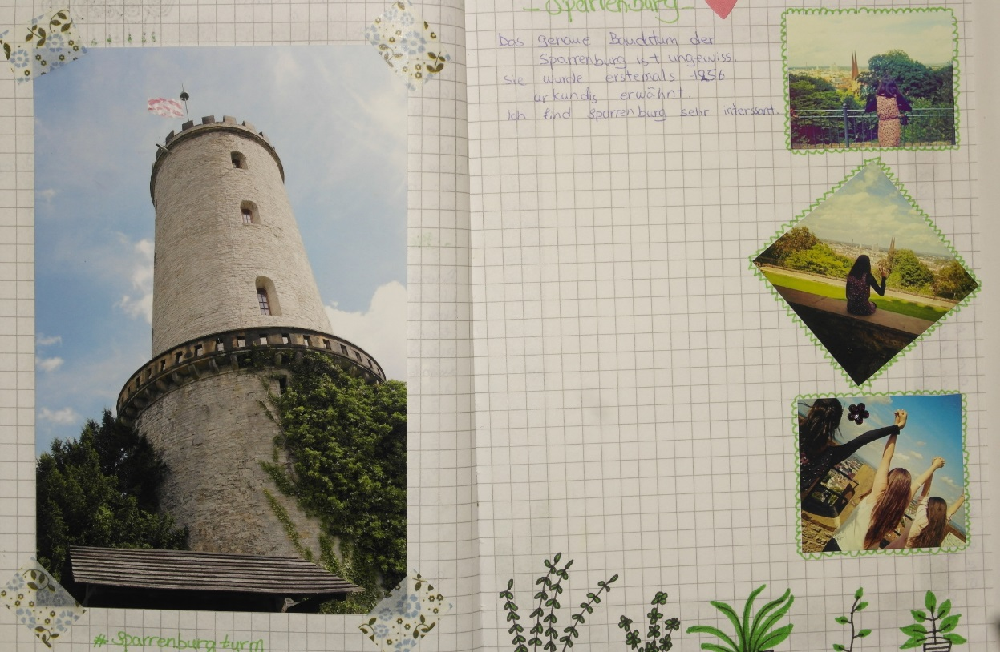 - Sparrenburg -
Das genaue Baudatum der
Sparrenburg ist ungewiss.
Sie wurde erstemals 1256
urkundig erwähnt.
Ich find Sparrenburg sehr interssant.
# Sparrenburgturm